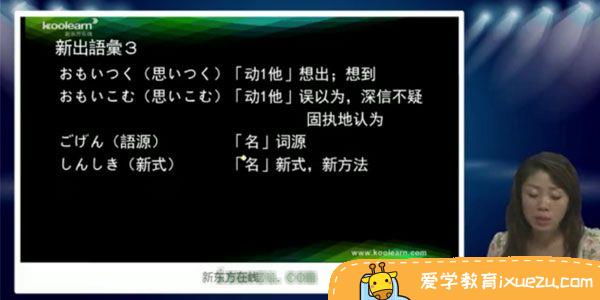 koolearn
新东方在线
新出語彙3
おもいつく（思いつく）「动1他」想出；想到
おもいこむ（思いこむ）「动1他」误以为，深信不疑
固执地认为
ごげん（語源）「名」词源
しんしき（新式）「名」新式，新方法
www.koolearn.com
新东方在线
爱学教育ixuezu.com